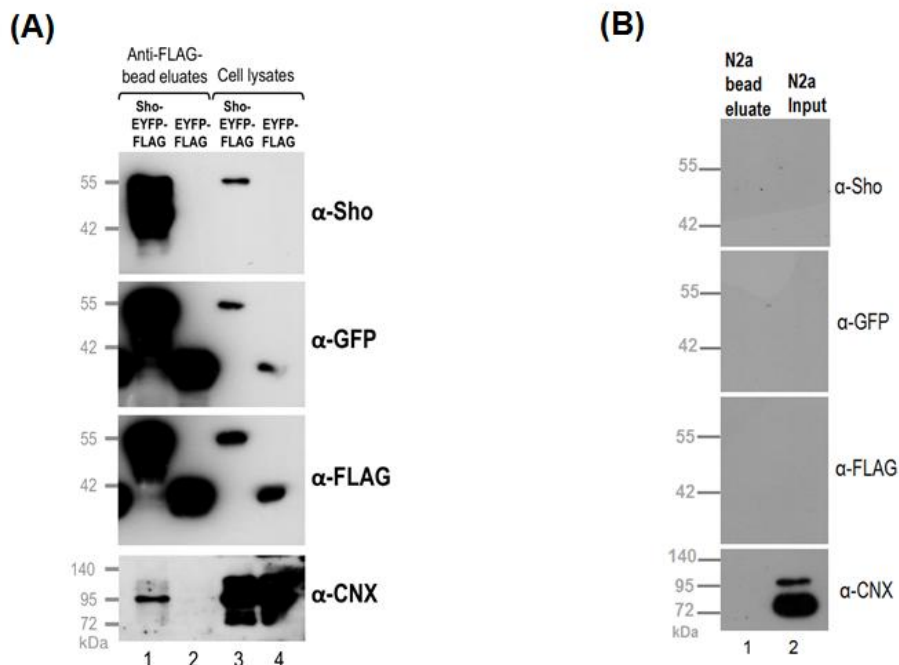 (A)
Anti-FLAG-
bead eluates
Cell lysates
Sho-
EYFP-
FLAG
EYFP-
FLAG
Sho-
EYFP-
FLAG
EYFP-
FLAG
55
42
α-Sho
55
42
α-GFP
55
42
α-FLAG
140
95
72
kDa
α-CNX
1 2 3 4
(B)
N2a
bead
eluate
N2a
Input
55
42
α-Sho
55
42
α-GFP
55
42
α-FLAG
140
95
72
kDa
α-CNX
1 2